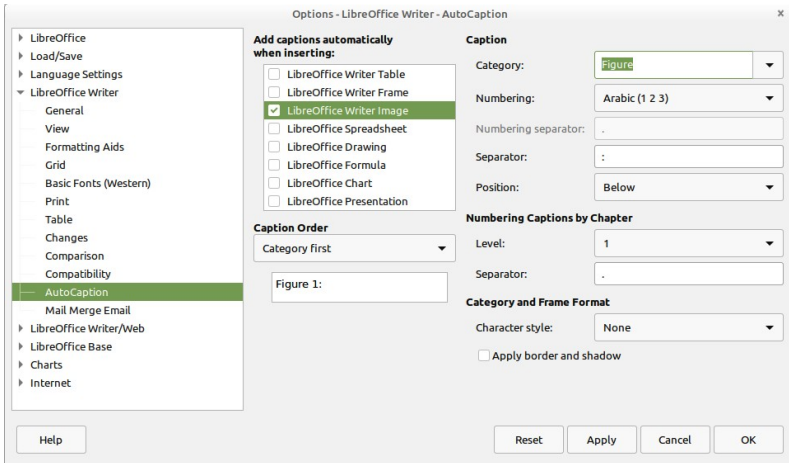 Options - LibreOffice Writer - AutoCaption
LibreOffice
Load/Save
Language Settings
LibreOffice Writer
General
View
Formatting Aids
Grid
Basic Fonts (Western)
Print
Table
Changes
Comparison
Compatibility
AutoCaption
Mail Merge Email
LibreOffice Writer/Web
LibreOffice Base
Charts
Internet
Add captions automatically
when inserting:
LibreOffice Writer Table
LibreOffice Writer Frame
LibreOffice Writer Image
LibreOffice Spreadsheet
LibreOffice Drawing
LibreOffice Formula
LibreOffice Chart
LibreOffice Presentation
Caption Order
Category first
Figure 1:
Caption
Category: Figure
Numbering: Arabic (1 2 3)
Numbering separator: .
Separator: :
Position: Below
Numbering Captions by Chapter
Level: 1
Separator: .
Category and Frame Format
Character style: None
Apply border and shadow
Help Reset Apply Cancel OK